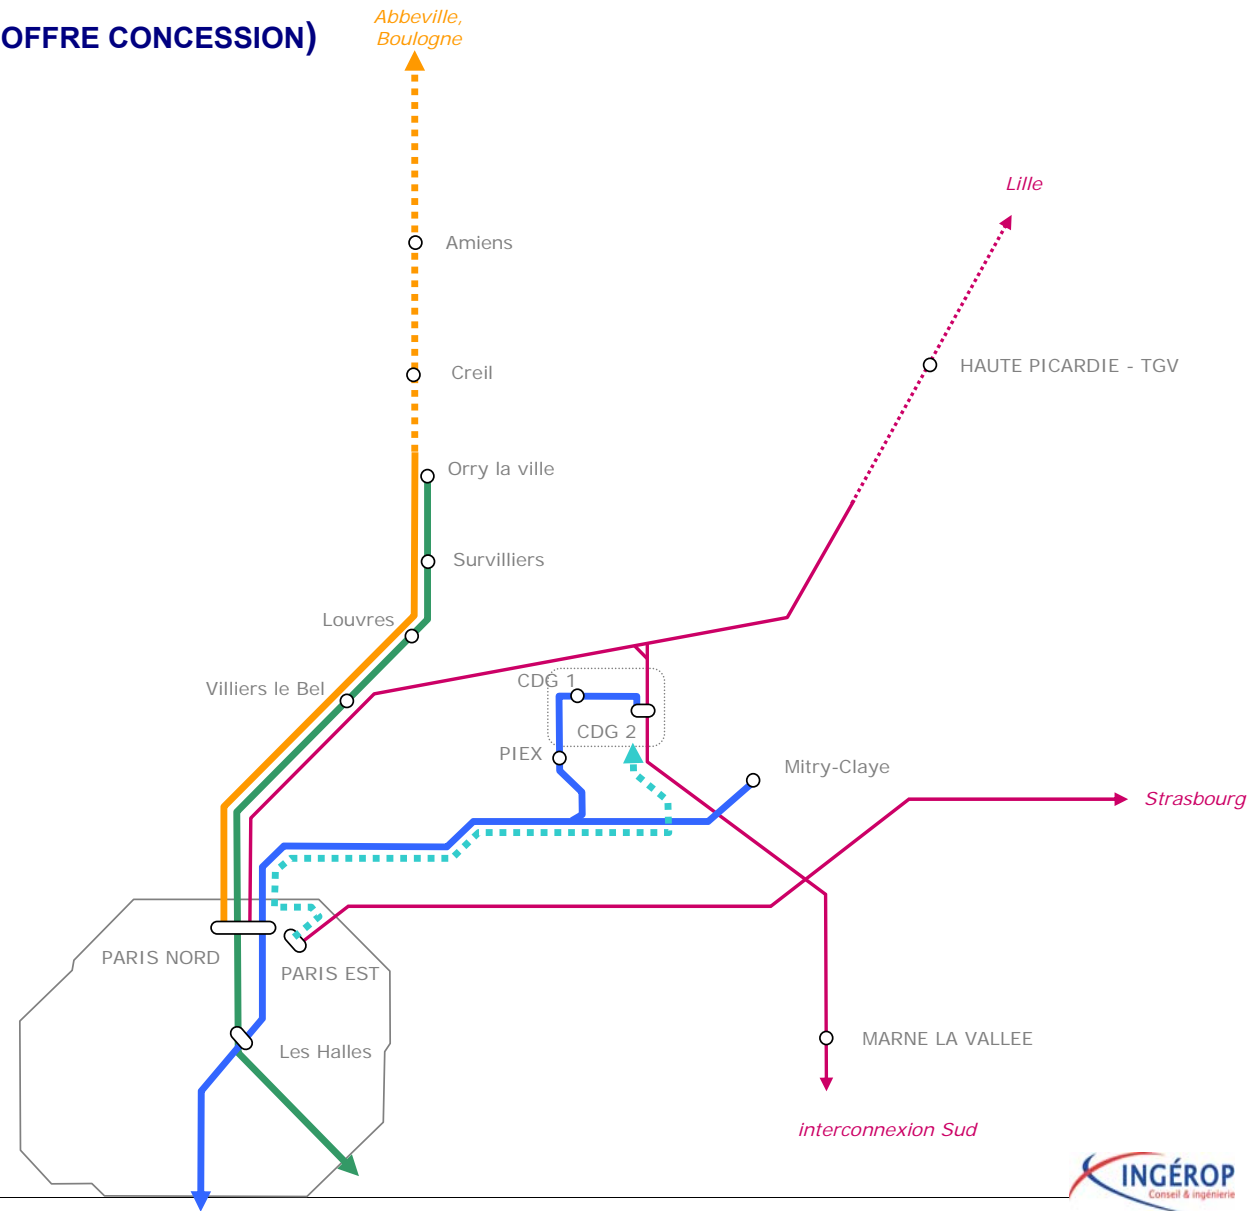 OFFRE CONCESSION)
Abbeville,
Boulogne
Lille
Amiens
HAUTE PICARDIE - TGV
Creil
Orry la ville
Survilliers
Louvres
Villiers le Bel
CDG 1
CDG 2
PIEX
Mitry-Claye
Strasbourg
PARIS NORD
PARIS EST
Les Halles
MARNE LA VALLEE
interconnexion Sud
INGÉROP
Conseil & ingénierie